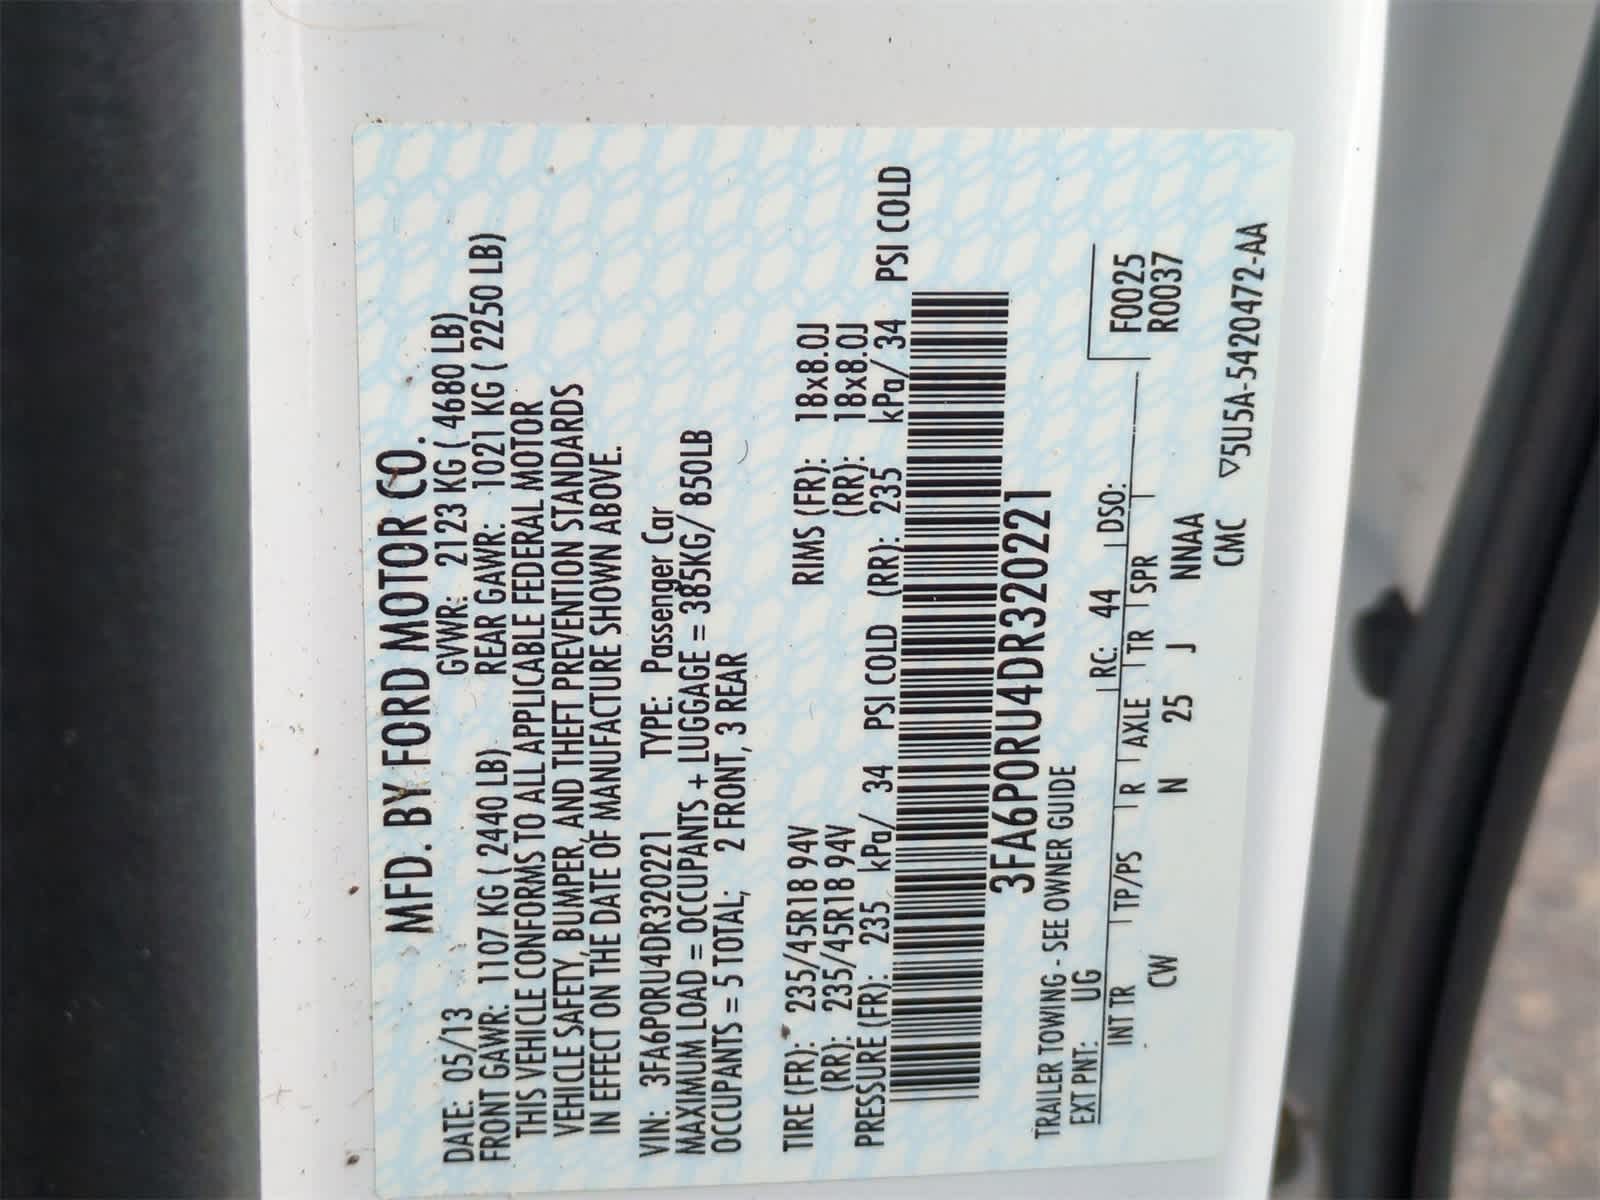 MFD. BY FORD MOTOR CO.
DATE: 05/13 GVWR: 2123 KG ( 4680 LB)
FRONT GAWR: 1107 KG ( 2440 LB) REAR GAWR: 1021 KG ( 2250 LB)
THIS VEHICLE CONFORMS TO ALL APPLICABLE FEDERAL MOTOR
VEHICLE SAFETY, BUMPER, AND THEFT PREVENTION STANDARDS
IN EFFECT ON THE DATE OF MANUFACTURE SHOWN ABOVE.
VIN: 3FA6P0RU4DR320221 TYPE: Passenger Car
MAXIMUM LOAD = OCCUPANTS + LUGGAGE = 385KG/ 850LB
OCCUPANTS = 5 TOTAL; 2 FRONT, 3 REAR
TIRE (FR): 235/45R18 94V RIMS (FR): 18x8.0J
(RR): 235/45R18 94V (RR): 18x8.0J
PRESSURE (FR): 235 kPa/ 34 PSI COLD (RR): 235 kPa/ 34 PSI COLD
3FA6P0RU4DR320221
TRAILER TOWING - SEE OWNER GUIDE
EXT PNT: UG RC: 44 DSO: F0025
INT TR TP/PS R AXLE TR SPR R0037
CW N 25 J NNAA
CMC ▽5U5A-5420472-AA